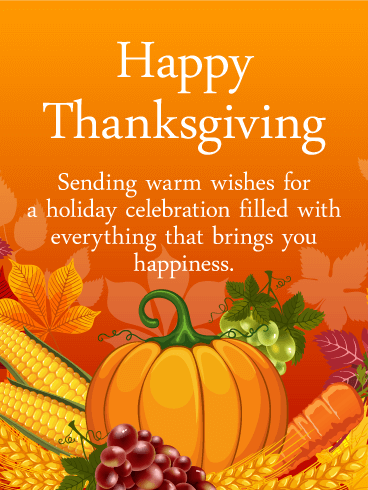 Happy
Thanksgiving
Sending warm wishes for
a holiday celebration filled with
everything that brings you
happiness.